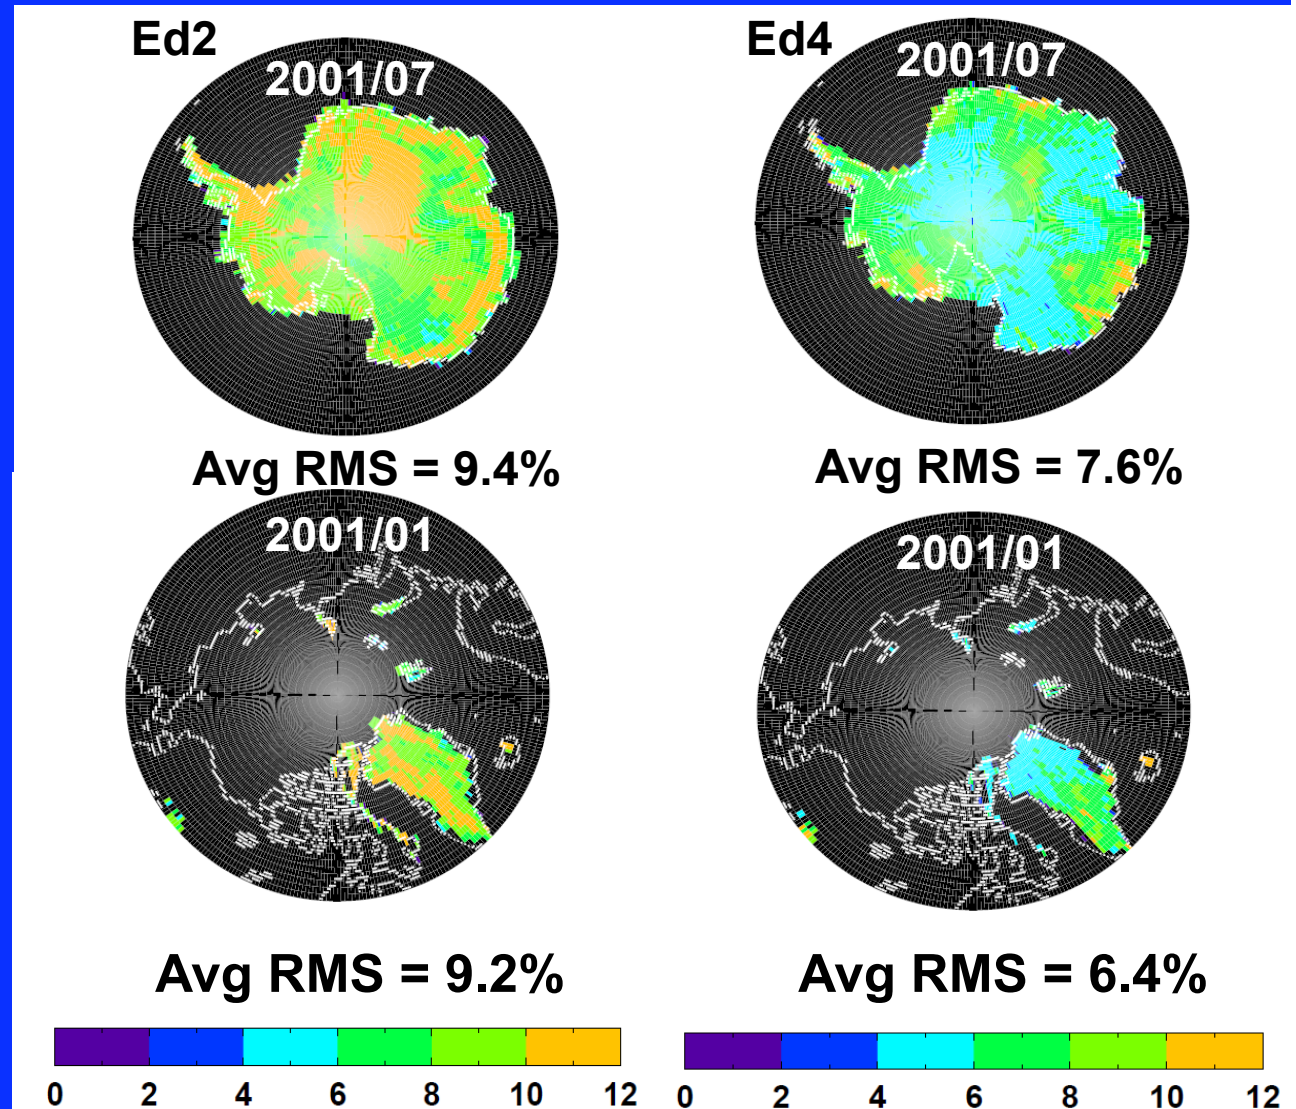 Ed2
Ed4
2001/07
2001/07
Avg RMS = 9.4%
Avg RMS = 7.6%
2001/01
2001/01
Avg RMS = 9.2%
Avg RMS = 6.4%
0 2 4 6 8 10 12
0 2 4 6 8 10 12